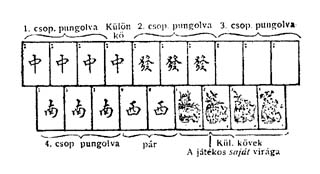 1. csop. pungolva Külön 2. csop. pungolva 3. csop. pungolva
kö
中 中 中 中 發 發 發
南 南 南 西 西
4. csop pungolva pár Kül. kövek
A játékos saját virága